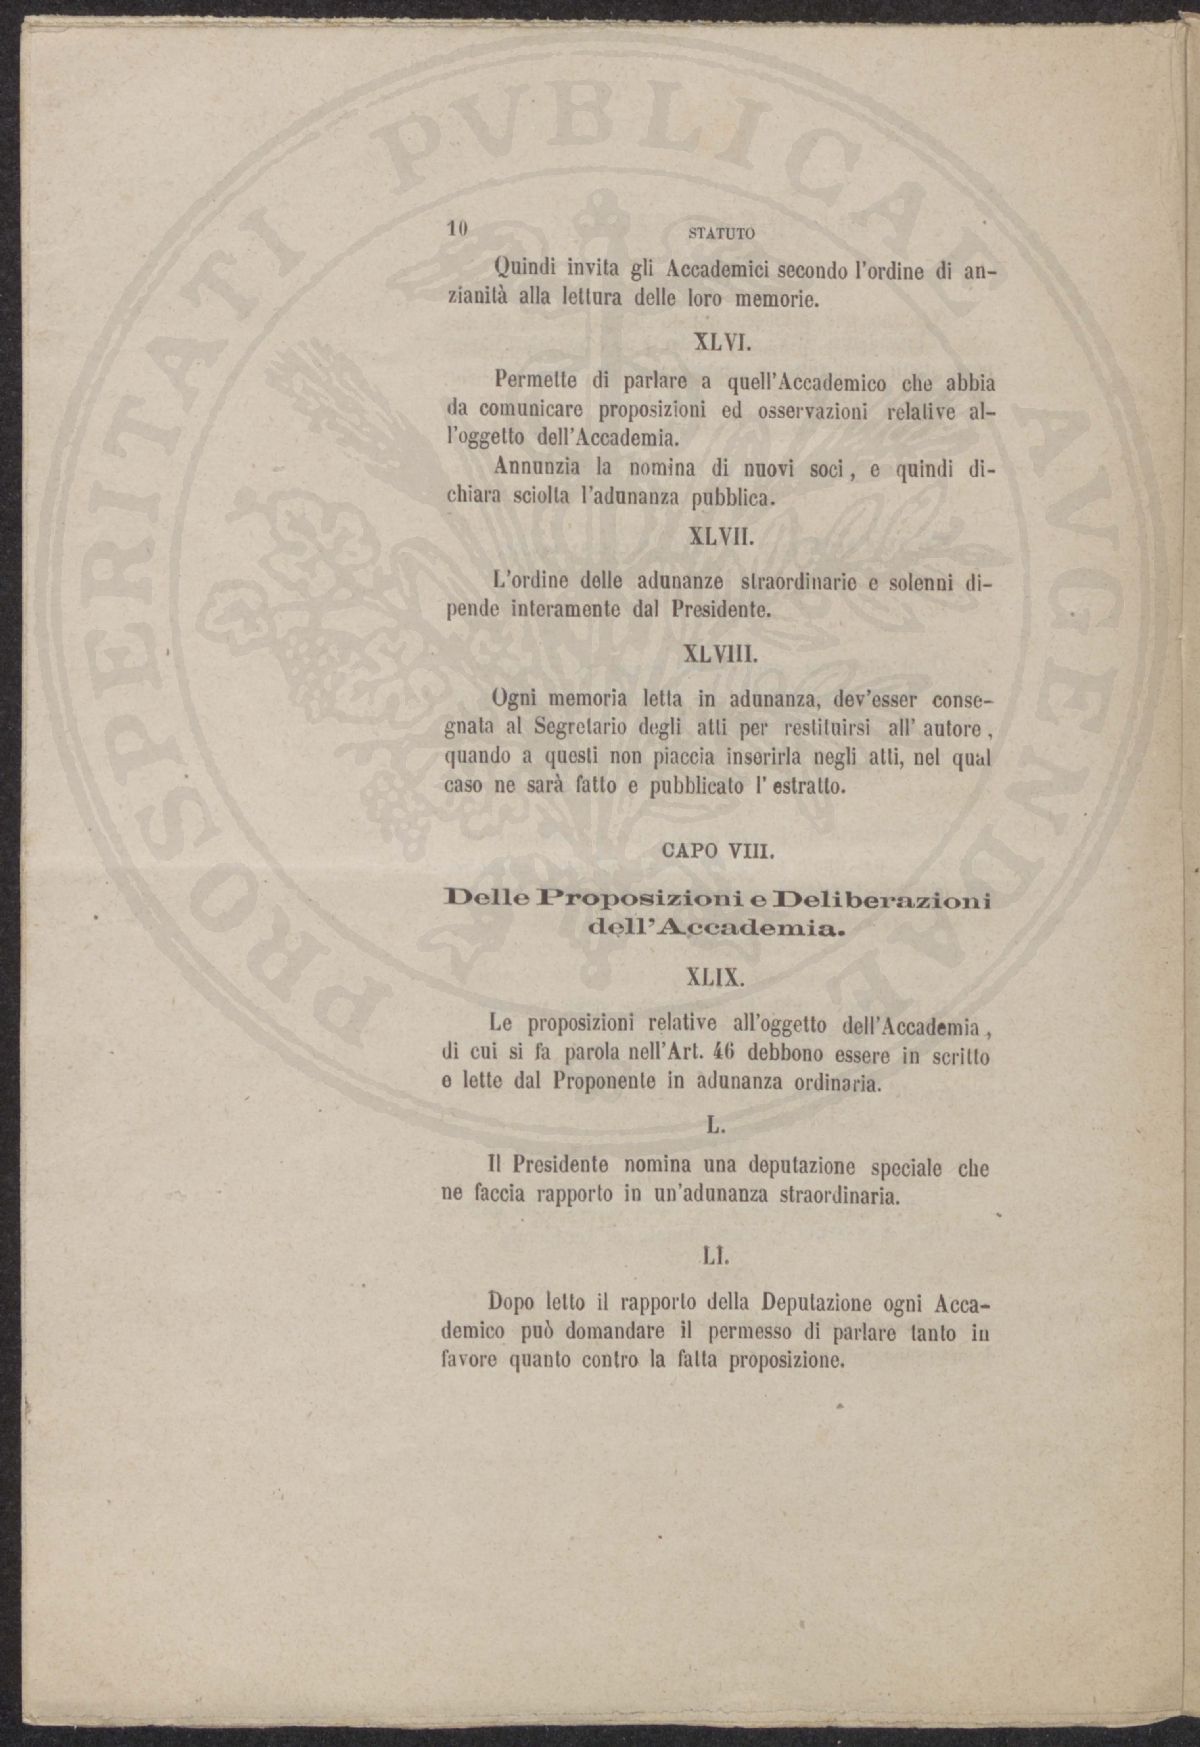 PROSPERITATI PVBLICAE AVGENDAE
10 STATUTO
Quindi invita gli Accademici secondo l'ordine di an-
zianità alla lettura delle loro memorie.
XLVI.
Permette di parlare a quell'Accademico che abbia
da comunicare proposizioni ed osservazioni relative al-
l'oggetto dell'Accademia.
Annunzia la nomina di nuovi soci, e quindi di-
chiara sciolta l'adunanza pubblica.
XLVII.
L'ordine delle adunanze straordinarie e solenni di-
pende interamente dal Presidente.
XLVIII.
Ogni memoria letta in adunanza, dev'esser conse-
gnata al Segretario degli atti per restituirsi all' autore,
quando a questi non piaccia inserirla negli atti, nel qual
caso ne sarà fatto e pubblicato l' estratto.
CAPO VIII.
Delle Proposizioni e Deliberazioni
dell'Accademia.
XLIX.
Le proposizioni relative all'oggetto dell'Accademia,
di cui si fa parola nell'Art. 46 debbono essere in scritto
e lette dal Proponente in adunanza ordinaria.
L.
Il Presidente nomina una deputazione speciale che
ne faccia rapporto in un'adunanza straordinaria.
LI.
Dopo letto il rapporto della Deputazione ogni Acca-
demico può domandare il permesso di parlare tanto in
favore quanto contro la fatta proposizione.